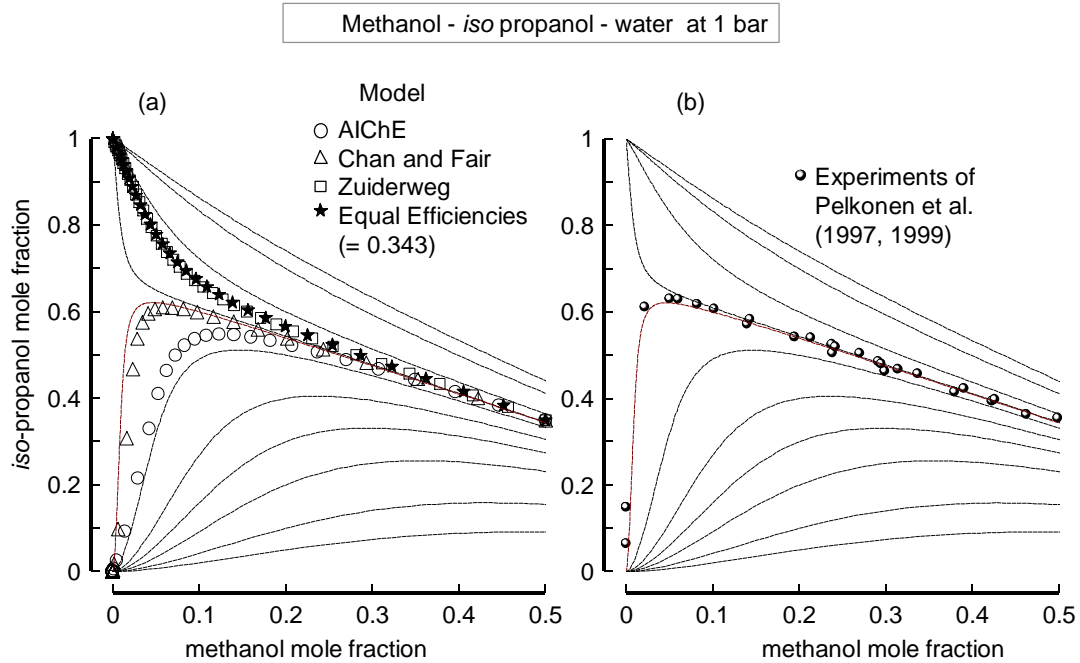 Methanol - iso propanol - water at 1 bar
(a)
Model
AIChE
Chan and Fair
Zuiderweg
Equal Efficiencies
(= 0.343)
iso-propanol mole fraction
1
0.8
0.6
0.4
0.2
0
0
0.1
0.2
0.3
0.4
0.5
methanol mole fraction
(b)
Experiments of
Pelkonen et al.
(1997, 1999)
1
0.8
0.6
0.4
0.2
0
0
0.1
0.2
0.3
0.4
0.5
methanol mole fraction